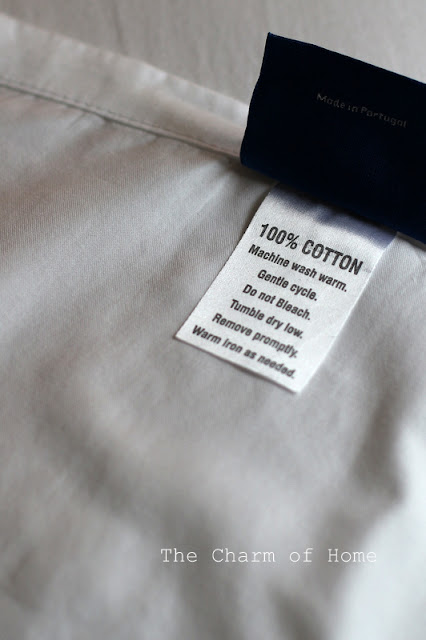 Made in Portugal
100% COTTON
Machine wash warm.
Gentle cycle.
Do not Bleach.
Tumble dry low.
Remove promptly.
Warm Iron as needed.
The Charm of Home